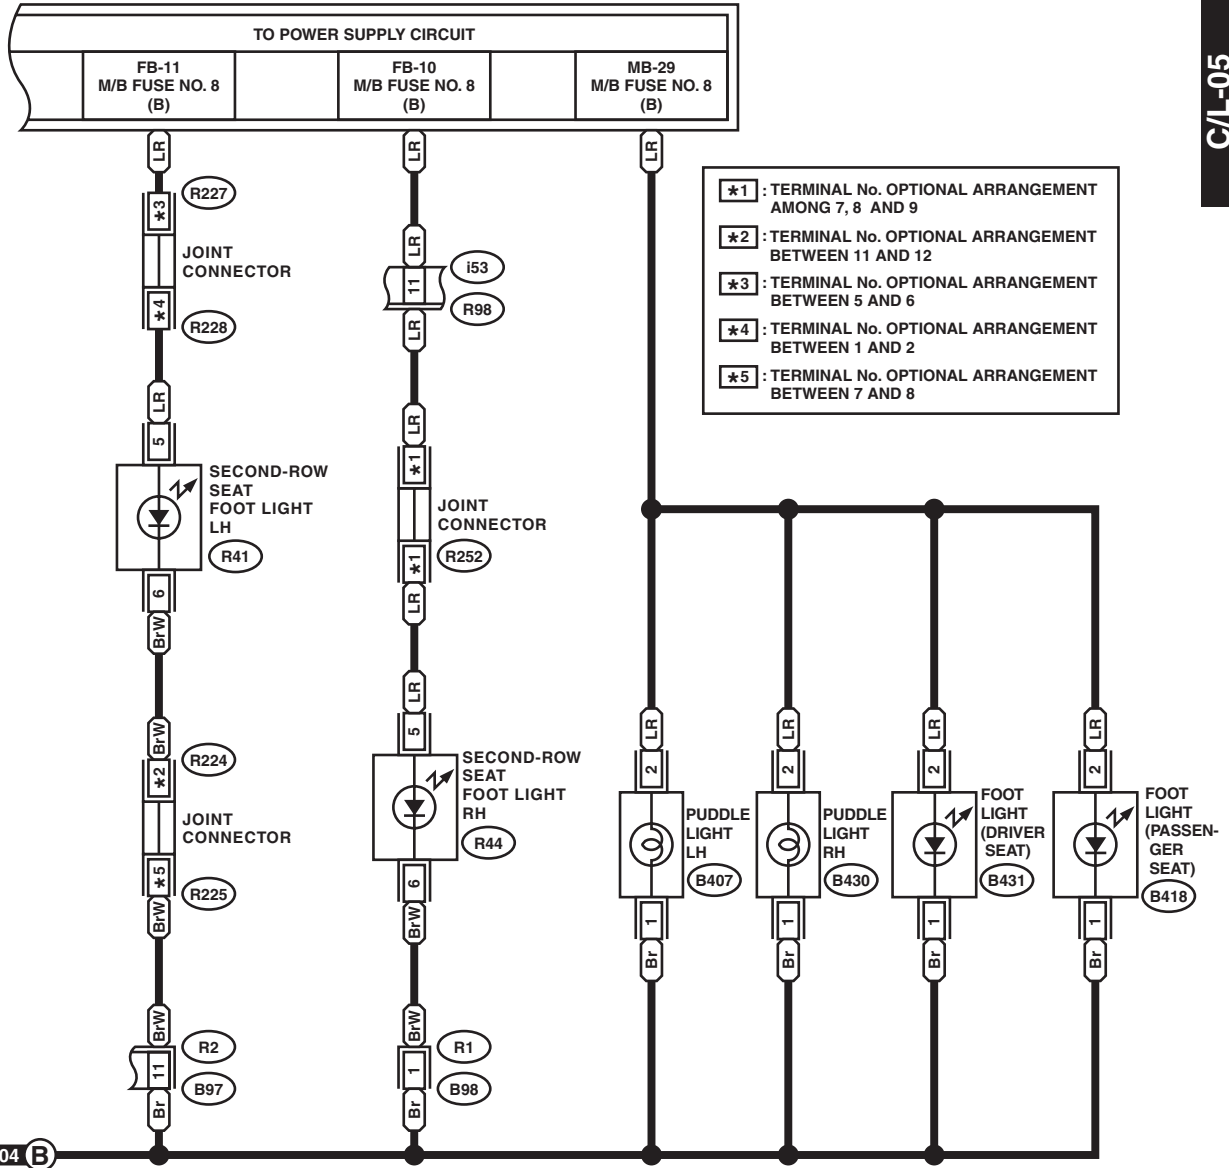 TO POWER SUPPLY CIRCUIT
FB-11
M/B FUSE NO. 8
(B)
FB-10
M/B FUSE NO. 8
(B)
MB-29
M/B FUSE NO. 8
(B)
C/L-05
LR
LR
LR
*1 : TERMINAL No. OPTIONAL ARRANGEMENT
AMONG 7, 8 AND 9
*2 : TERMINAL No. OPTIONAL ARRANGEMENT
BETWEEN 11 AND 12
*3 : TERMINAL No. OPTIONAL ARRANGEMENT
BETWEEN 5 AND 6
*4 : TERMINAL No. OPTIONAL ARRANGEMENT
BETWEEN 1 AND 2
*5 : TERMINAL No. OPTIONAL ARRANGEMENT
BETWEEN 7 AND 8
*3
R227
JOINT
CONNECTOR
*4
R228
LR
5
SECOND-ROW
SEAT
FOOT LIGHT
LH
R41
6
BrW
BrW
*2
R224
JOINT
CONNECTOR
*5
R225
BrW
BrW
R2
11
B97
Br
LR
11
i53
R98
LR
LR
*1
JOINT
CONNECTOR
*1
R252
LR
LR
5
SECOND-ROW
SEAT
FOOT LIGHT
RH
R44
6
BrW
BrW
R1
1
B98
Br
LR
2
PUDDLE
LIGHT
LH
B407
1
Br
LR
2
PUDDLE
LIGHT
RH
B430
1
Br
LR
2
FOOT
LIGHT
(DRIVER
SEAT)
B431
1
Br
LR
2
FOOT
LIGHT
(PASSEN-
GER
SEAT)
B418
1
Br
04 B